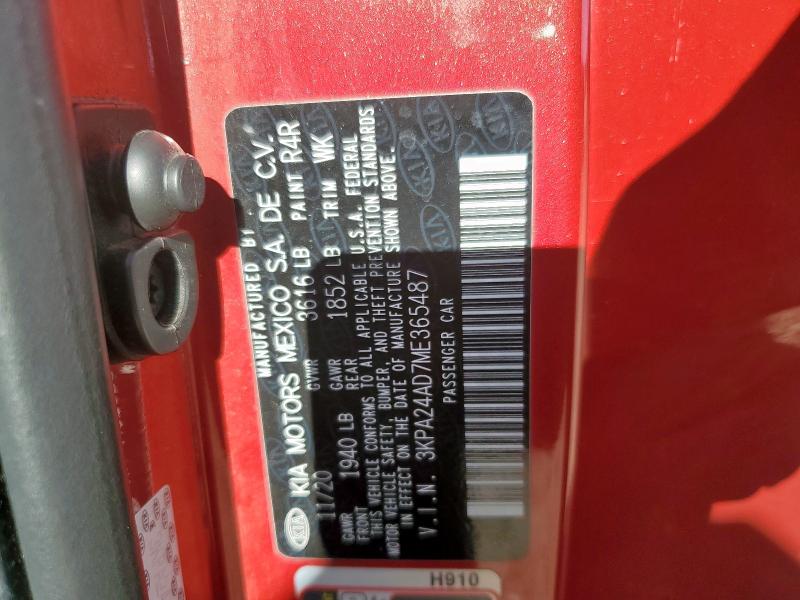 MANUFACTURED BY
KIA KIA MOTORS MEXICO S.A. DE C.V.
11/20 GVWR 3616 LB PAINT R4R
GAWR FRONT 1940 LB GAWR REAR 1852 LB TRIM WK
THIS VEHICLE CONFORMS TO ALL APPLICABLE U.S.A. FEDERAL
MOTOR VEHICLE SAFETY, BUMPER, AND THEFT PREVENTION STANDARDS
IN EFFECT ON THE DATE OF MANUFACTURE SHOWN ABOVE.
V.I.N. 3KPA24AD7ME365487
PASSENGER CAR
H910